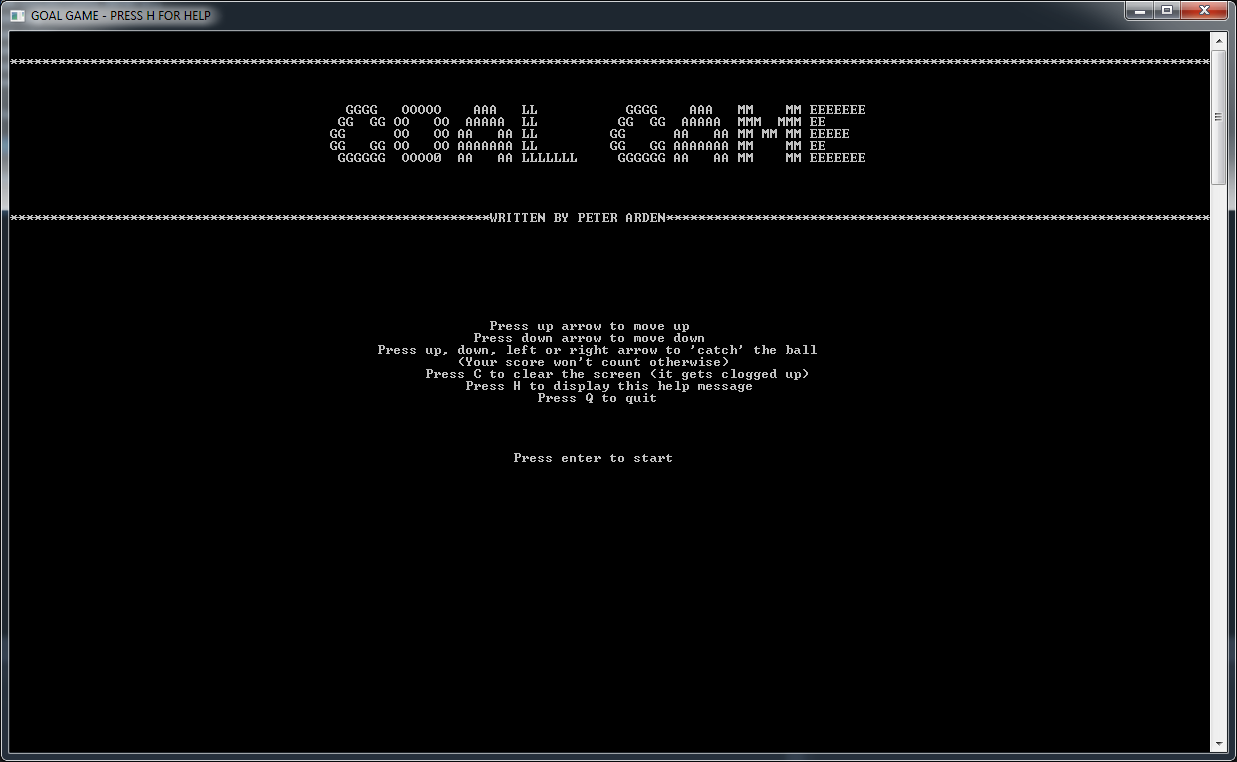 GOAL GAME - PRESS H FOR HELP
******************************************************************************************************************************************************
GGGG   OOOOO    AAA   LL           GGGG    AAA   MM    MM EEEEEEE
GG  GG OO   OO  AAAAA  LL          GG  GG  AAAAA  MMM  MMM EE
GG      OO   OO AA   AA LL         GG      AA   AA MM MM MM EEEEE
GG   GG OO   OO AAAAAAA LL         GG   GG AAAAAAA MM    MM EE
GGGGGG  OOOO0  AA   AA LLLLLLL     GGGGGG AA   AA MM    MM EEEEEEE
************************************************************WRITTEN BY PETER ARDEN********************************************************************
Press up arrow to move up
Press down arrow to move down
Press up, down, left or right arrow to 'catch' the ball
(Your score won't count otherwise)
Press C to clear the screen (it gets clogged up)
Press H to display this help message
Press Q to quit
Press enter to start